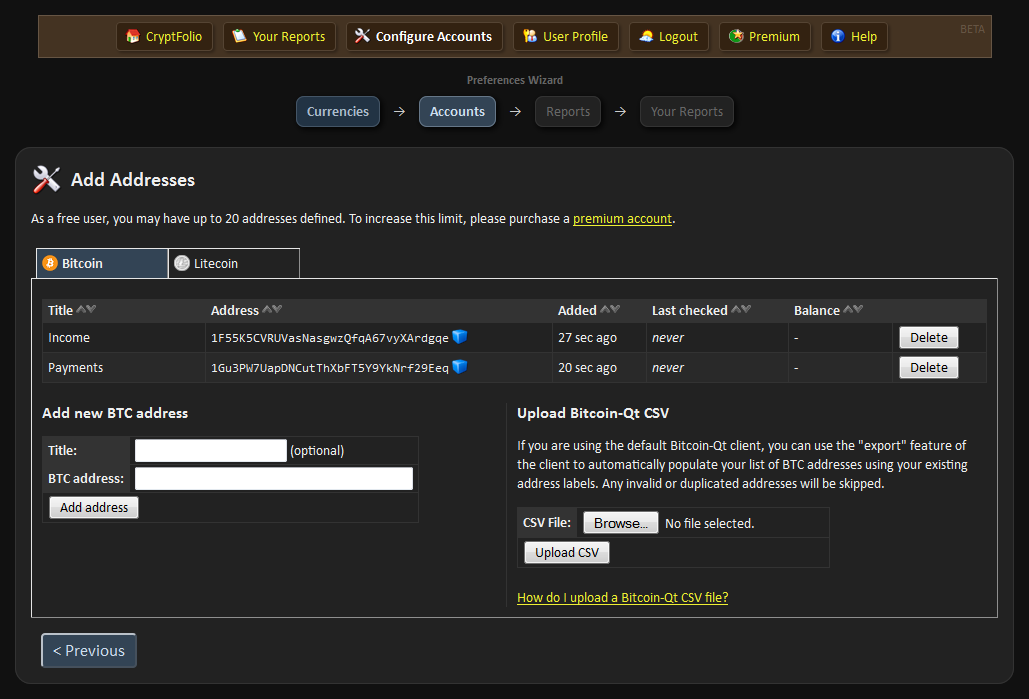 CryptFolio Your Reports Configure Accounts User Profile Logout Premium Help BETA
Preferences Wizard
Currencies → Accounts → Reports → Your Reports
Add Addresses
As a free user, you may have up to 20 addresses defined. To increase this limit, please purchase a premium account.
Bitcoin Litecoin
Title Address Added Last checked Balance
Income 1F55K5CVRUVasNasgwzQfqA67vyXArdgqe 27 sec ago never - Delete
Payments 1Gu3PW7UapDNCutThXbFT5Y9YkNrf29Eeq 20 sec ago never - Delete
Add new BTC address
Title: (optional)
BTC address:
Add address
Upload Bitcoin-Qt CSV
If you are using the default Bitcoin-Qt client, you can use the "export" feature of
the client to automatically populate your list of BTC addresses using your existing
address labels. Any invalid or duplicated addresses will be skipped.
CSV File: Browse... No file selected.
Upload CSV
How do I upload a Bitcoin-Qt CSV file?
< Previous